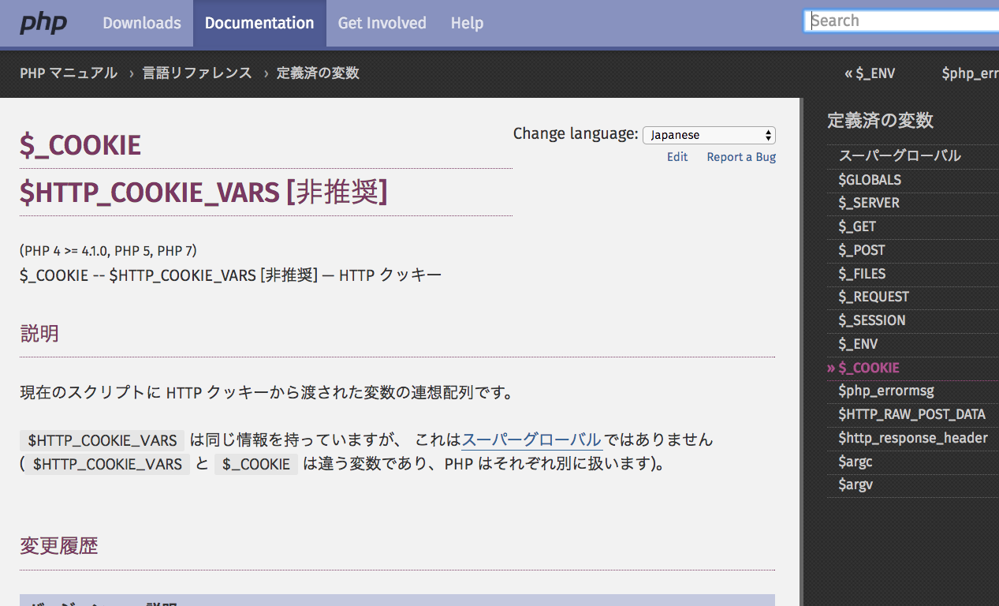 php Downloads Documentation Get Involved Help Search
PHP マニュアル › 言語リファレンス › 定義済の変数 « $_ENV $php_err
$_COOKIE
$HTTP_COOKIE_VARS [非推奨]
Change language: Japanese
Edit Report a Bug
(PHP 4 >= 4.1.0, PHP 5, PHP 7)
$_COOKIE -- $HTTP_COOKIE_VARS [非推奨] — HTTP クッキー
説明
現在のスクリプトに HTTP クッキーから渡された変数の連想配列です。
$HTTP_COOKIE_VARS は同じ情報を持っていますが、 これはスーパーグローバル ではありません
( $HTTP_COOKIE_VARS と $_COOKIE は違う変数であり、PHP はそれぞれ別に扱います)。
変更履歴
定義済の変数
スーパーグローバル
$GLOBALS
$_SERVER
$_GET
$_POST
$_FILES
$_REQUEST
$_SESSION
$_ENV
» $_COOKIE
$php_errormsg
$HTTP_RAW_POST_DATA
$http_response_header
$argc
$argv